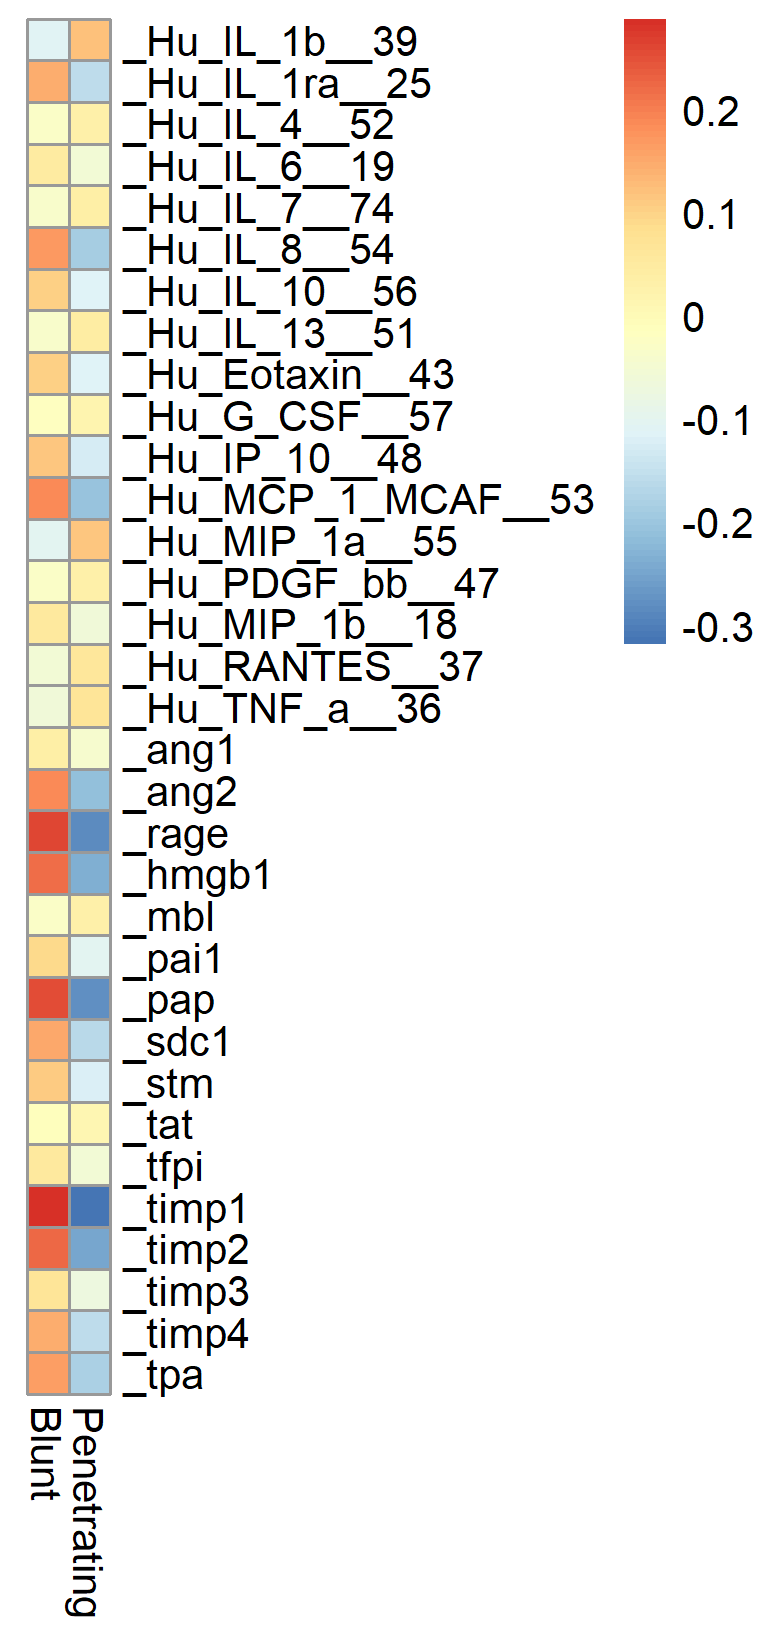 _Hu_IL_1b__39
_Hu_IL_1ra__25
_Hu_IL_4__52
_Hu_IL_6__19
_Hu_IL_7__74
_Hu_IL_8__54
_Hu_IL_10__56
_Hu_IL_13__51
_Hu_Eotaxin__43
_Hu_G_CSF__57
_Hu_IP_10__48
_Hu_MCP_1_MCAF__53
_Hu_MIP_1a__55
_Hu_PDGF_bb__47
_Hu_MIP_1b__18
_Hu_RANTES__37
_Hu_TNF_a__36
_ang1
_ang2
_rage
_hmgb1
_mbl
_pai1
_pap
_sdc1
_stm
_tat
_tfpi
_timp1
_timp2
_timp3
_timp4
_tpa
Blunt
Penetrating
0.2
0.1
0
-0.1
-0.2
-0.3